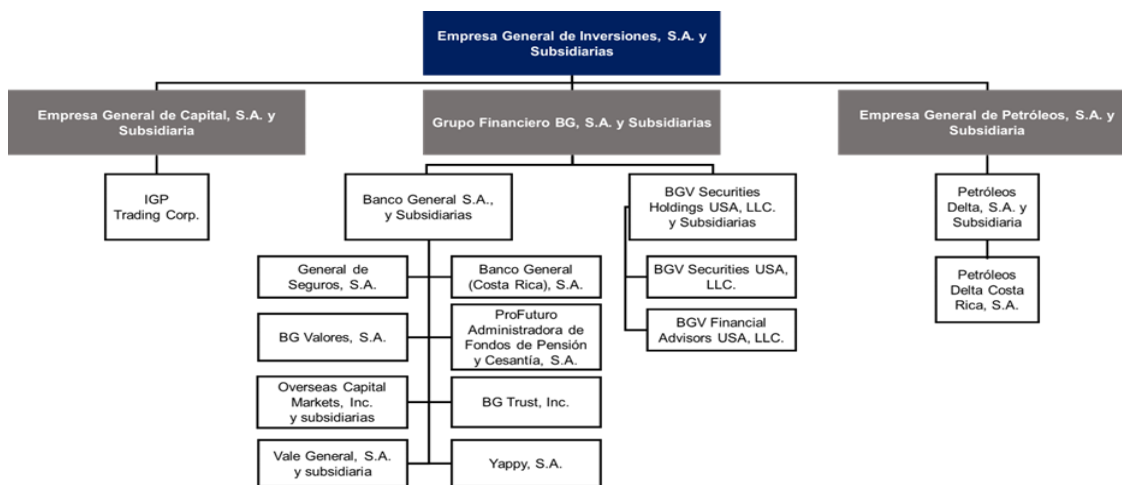 Empresa General de Inversiones, S.A. y
Subsidiarias
Empresa General de Capital, S.A. y
Subsidiaria
Grupo Financiero BG, S.A. y Subsidiarias
Empresa General de Petróleos, S.A. y
Subsidiaria
IGP
Trading Corp.
Banco General S.A.,
y Subsidiarias
BGV Securities
Holdings USA, LLC.
y Subsidiarias
Petróleos
Delta, S.A. y
Subsidiaria
General de
Seguros, S.A.
Banco General
(Costa Rica), S.A.
BGV Securities USA,
LLC.
Petróleos
Delta Costa
Rica, S.A.
BG Valores, S.A.
ProFuturo
Administradora de
Fondos de Pensión
y Cesantía, S.A.
BGV Financial
Advisors USA, LLC.
Overseas Capital
Markets, Inc.
y subsidiarias
BG Trust, Inc.
Vale General, S.A.
y subsidiaria
Yappy, S.A.